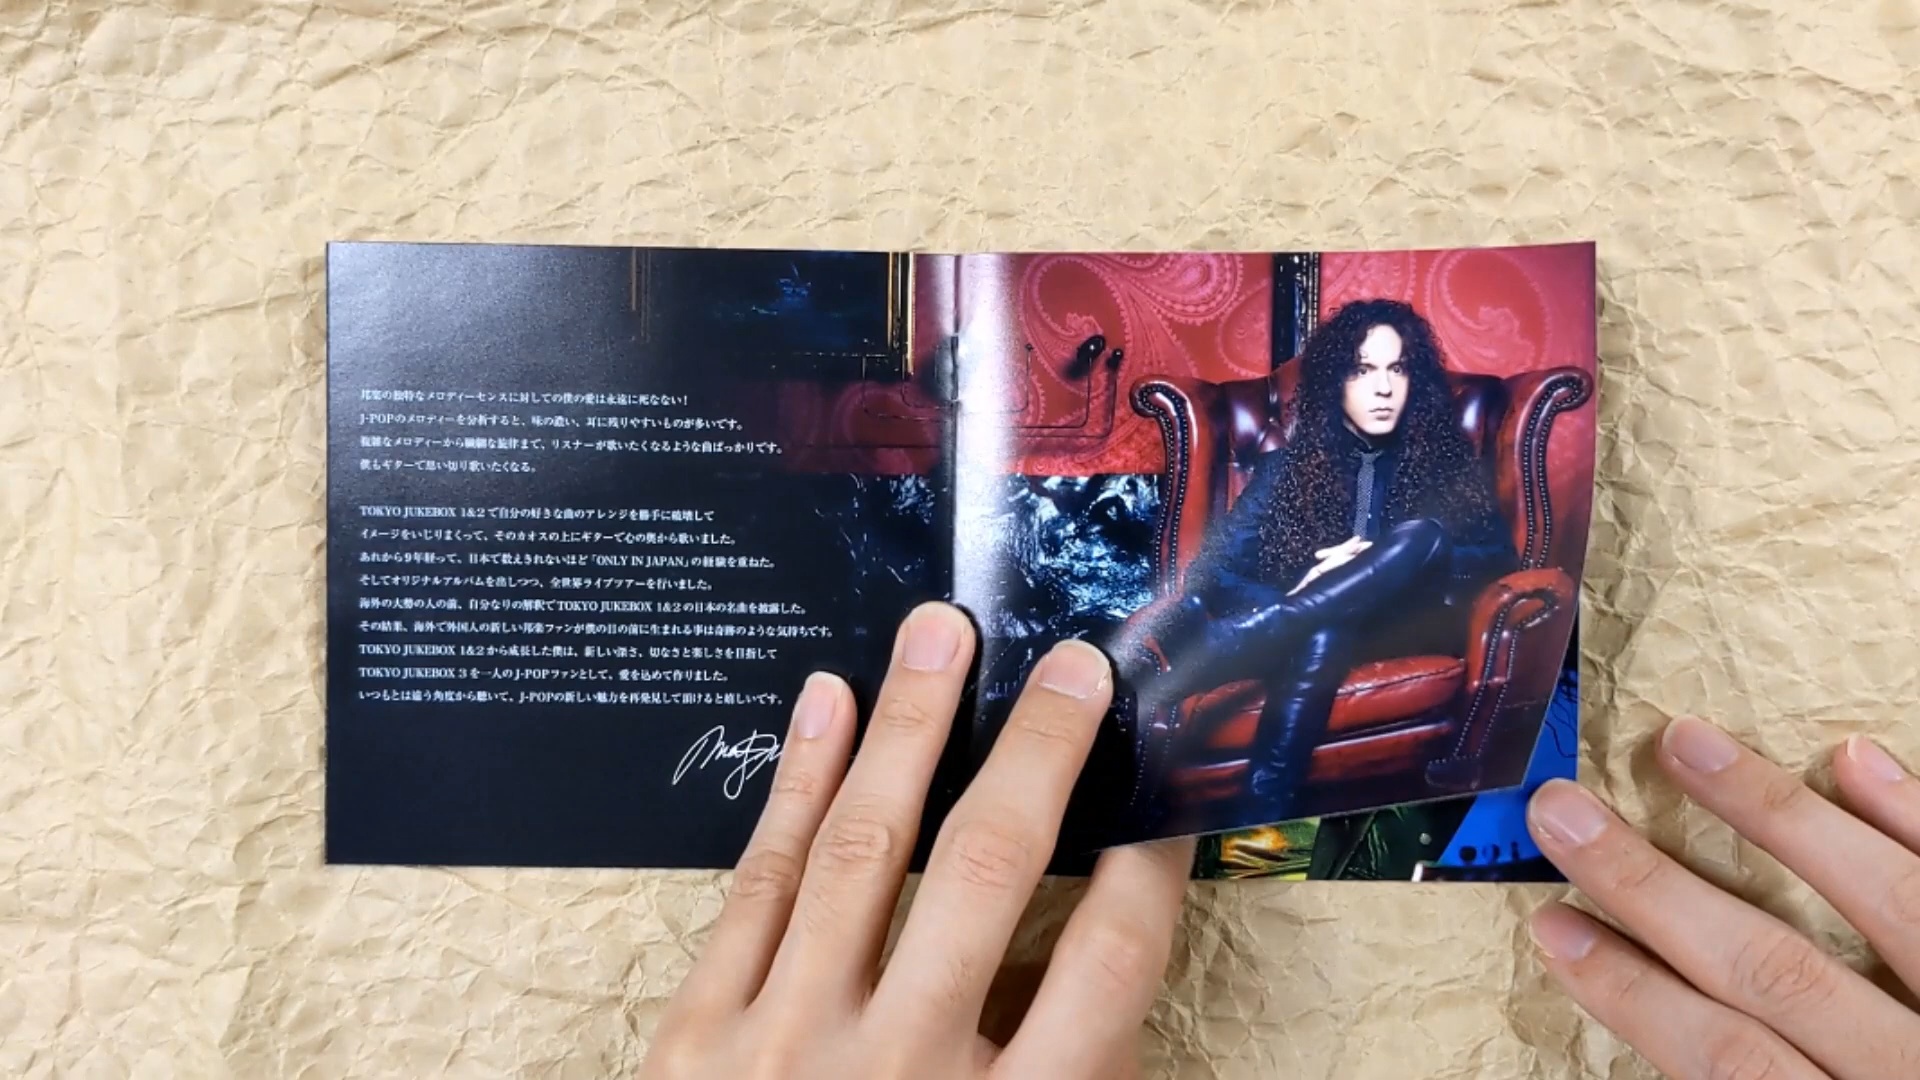 邦楽の独特なメロディーセンスに対しての僕の愛は永遠に死なない!
J-POPのメロディーを分析すると、味の濃い、耳に残りやすいものが多いです。
複雑なメロディーから繊細な旋律まで、リスナーが歌いたくなるような曲ばっかりです。
僕もギターで思い切り歌いたくなる。
TOKYO JUKEBOX 1&2で自分の好きな曲のアレンジを勝手に破壊して
イメージをいじりまくって、そのカオスの上にギターで心の奥から歌いました。
あれから9年経って、日本で数えきれないほど「ONLY IN JAPAN」の経験を重ねた。
そしてオリジナルアルバムを出しつつ、全世界ライブツアーを行いました。
海外の大勢の人の前、自分なりの解釈でTOKYO JUKEBOX 1&2の日本の名曲を披露した。
その結果、海外で外国人の新しい邦楽ファンが僕の目の前に生まれる事は奇跡のような気持ちです。
TOKYO JUKEBOX 1&2から成長した僕は、新しい深さ、切なさと楽しさを目指して
TOKYO JUKEBOX 3を一人のJ-POPファンとして、愛を込めて作りました。
いつもとは違う角度から聴いて、J-POPの新しい魅力を再発見して頂けると嬉しいです。